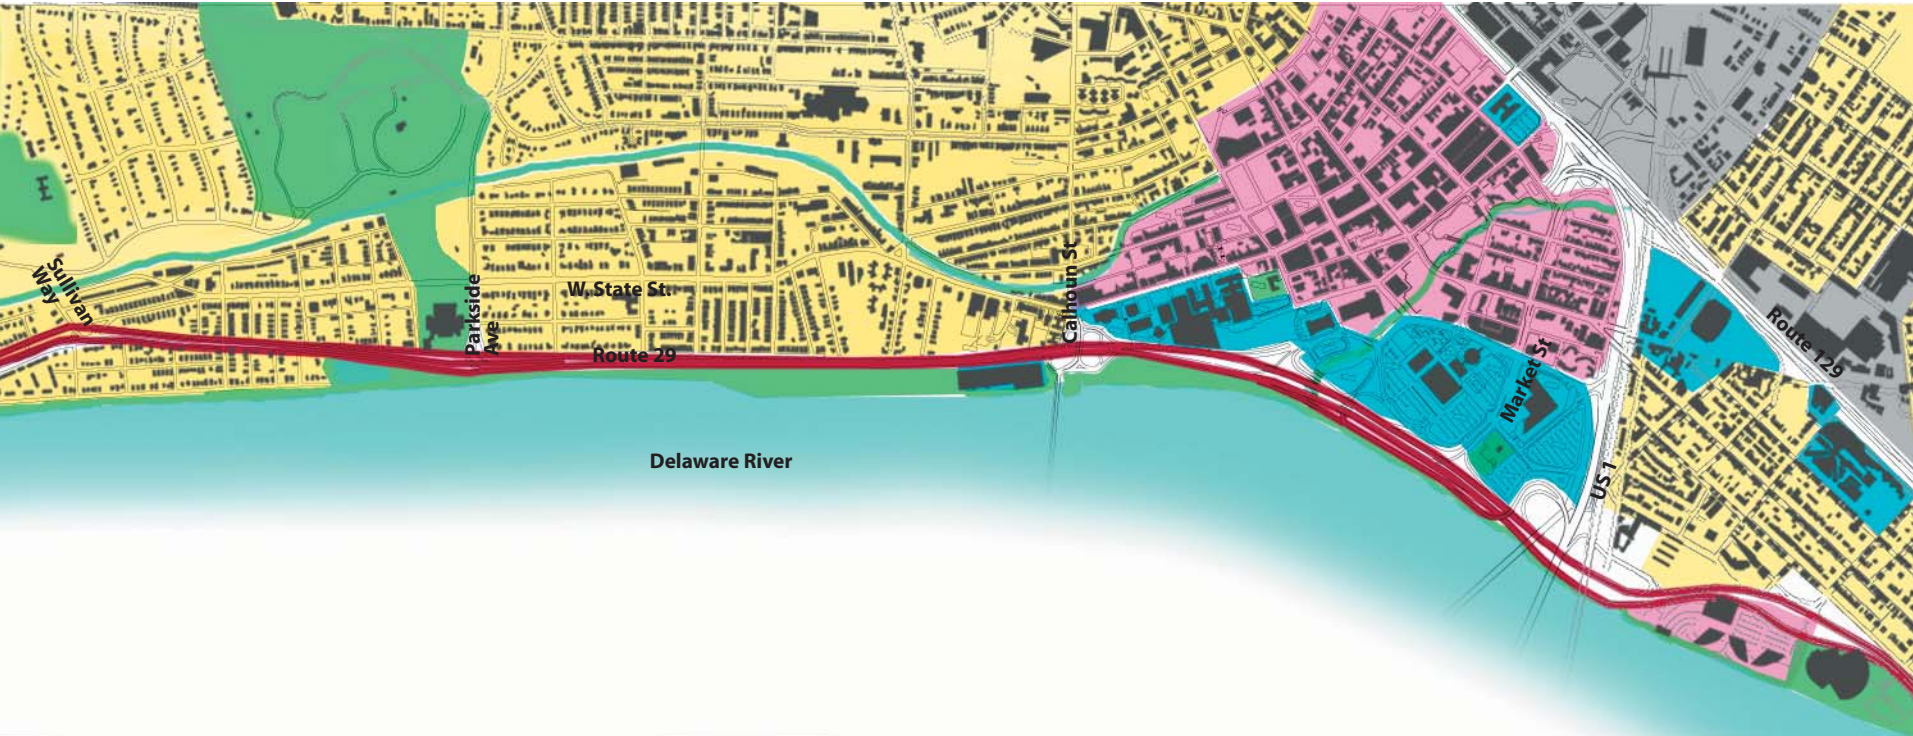 Sullivan
Way
Parkside
Ave
W. State St.
Route 29
Calhoun St
Delaware River
Market St
US 1
Route 129